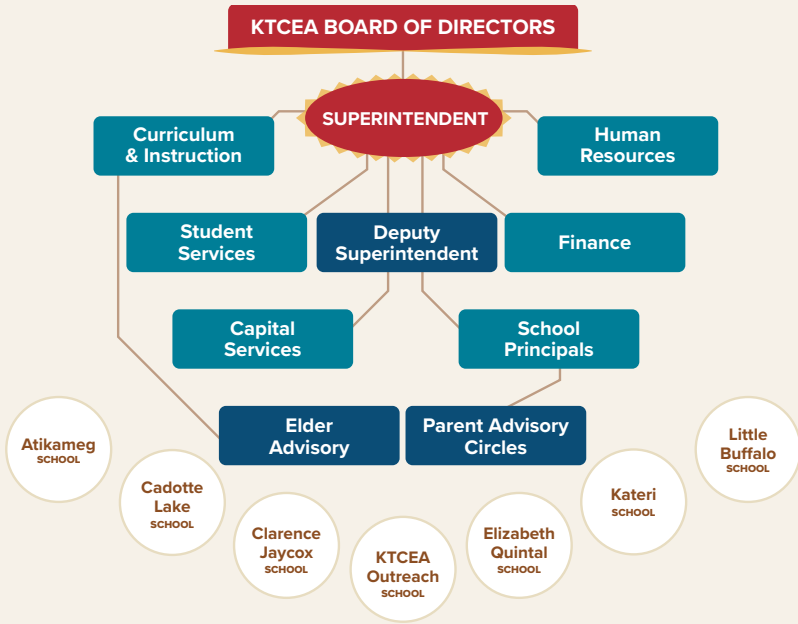 KTCEA BOARD OF DIRECTORS
SUPERINTENDENT
Curriculum
& Instruction
Human
Resources
Student
Services
Deputy
Superintendent
Finance
Capital
Services
School
Principals
Elder
Advisory
Parent Advisory
Circles
Atikameg
SCHOOL
Cadotte
Lake
SCHOOL
Clarence
Jaycox
SCHOOL
KTCEA
Outreach
SCHOOL
Elizabeth
Quintal
SCHOOL
Kateri
SCHOOL
Little
Buffalo
SCHOOL